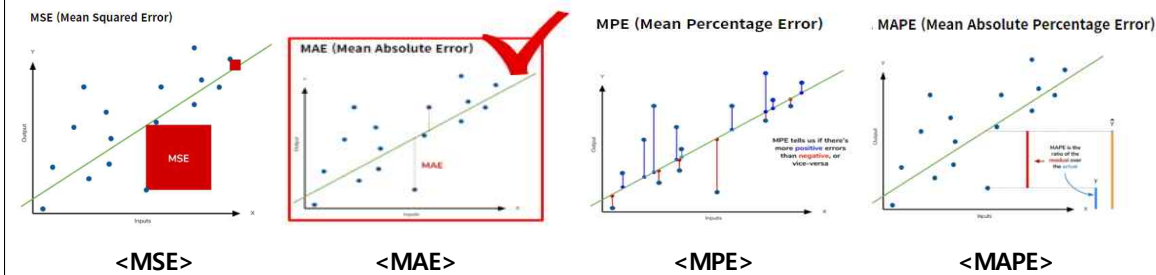 MSE (Mean Squared Error)
Y
Output
MSE
Inputs
X
<MSE>
MAE (Mean Absolute Error)
Y
Output
MAE
Inputs
X
<MAE>
MPE (Mean Percentage Error)
Y
Output
MPE tells us if there's
more positive errors
than negative, or
vice-versa
Inputs
X
<MPE>
. MAPE (Mean Absolute Percentage Error)
Y
Output
MAPE is the
ratio of the
residual over
the actual
Y
Ŷ
Inputs
X
<MAPE>